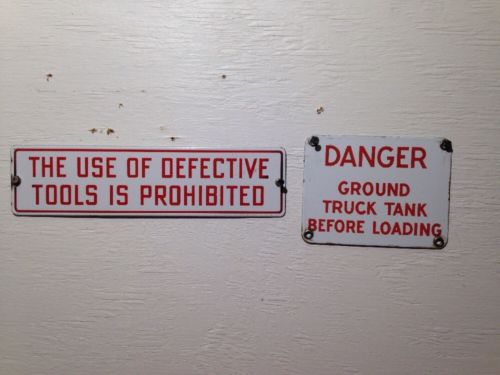 THE USE OF DEFECTIVE
TOOLS IS PROHIBITED
DANGER
GROUND
TRUCK TANK
BEFORE LOADING